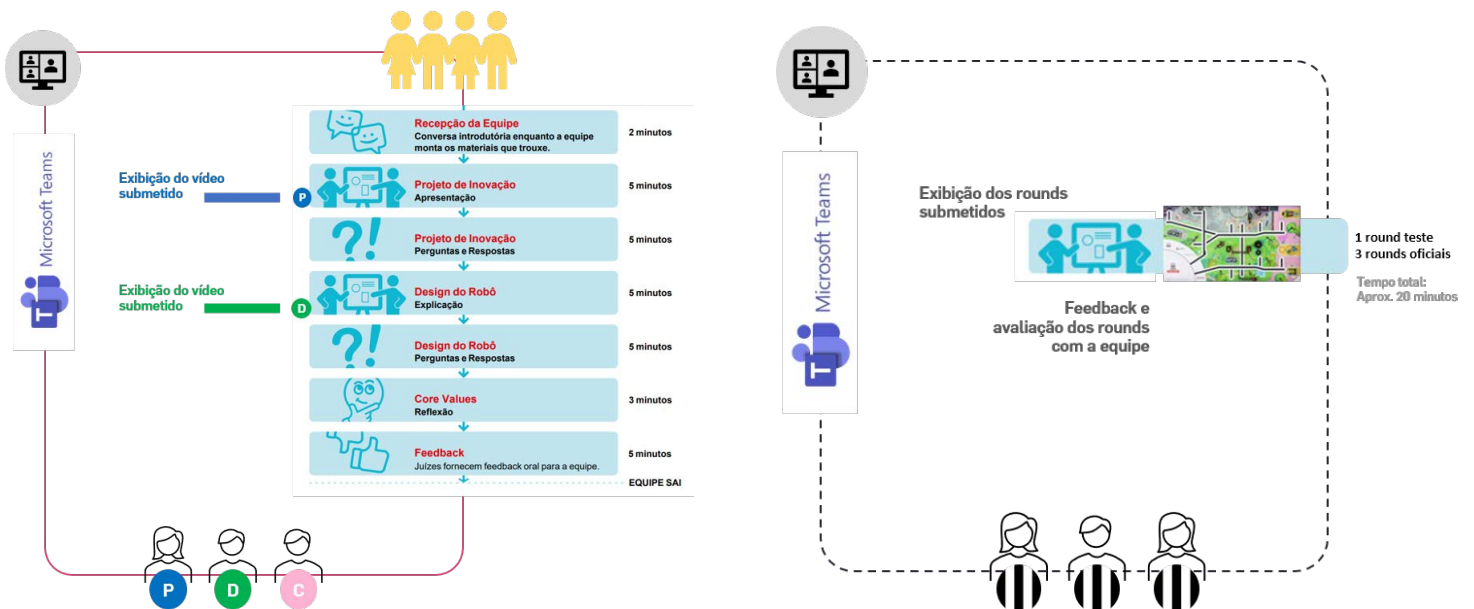 Recepção da Equipe
Conversa introdutória enquanto a equipe
monta os materiais que trouxe.
2 minutos
Exibição do vídeo
submetido
P
Projeto de Inovação
Apresentação
5 minutos
Projeto de Inovação
Perguntas e Respostas
5 minutos
Exibição do vídeo
submetido
D
Design do Robô
Explicação
5 minutos
Design do Robô
Perguntas e Respostas
5 minutos
Core Values
Reflexão
3 minutos
Feedback
Juízes fornecem feedback oral para a equipe.
5 minutos
EQUIPE SAI
Microsoft Teams
T
P
D
C
Microsoft Teams
T
Exibição dos rounds
submetidos
1 round teste
3 rounds oficiais
Tempo total:
Aprox. 20 minutos
Feedback e
avaliação dos rounds
com a equipe